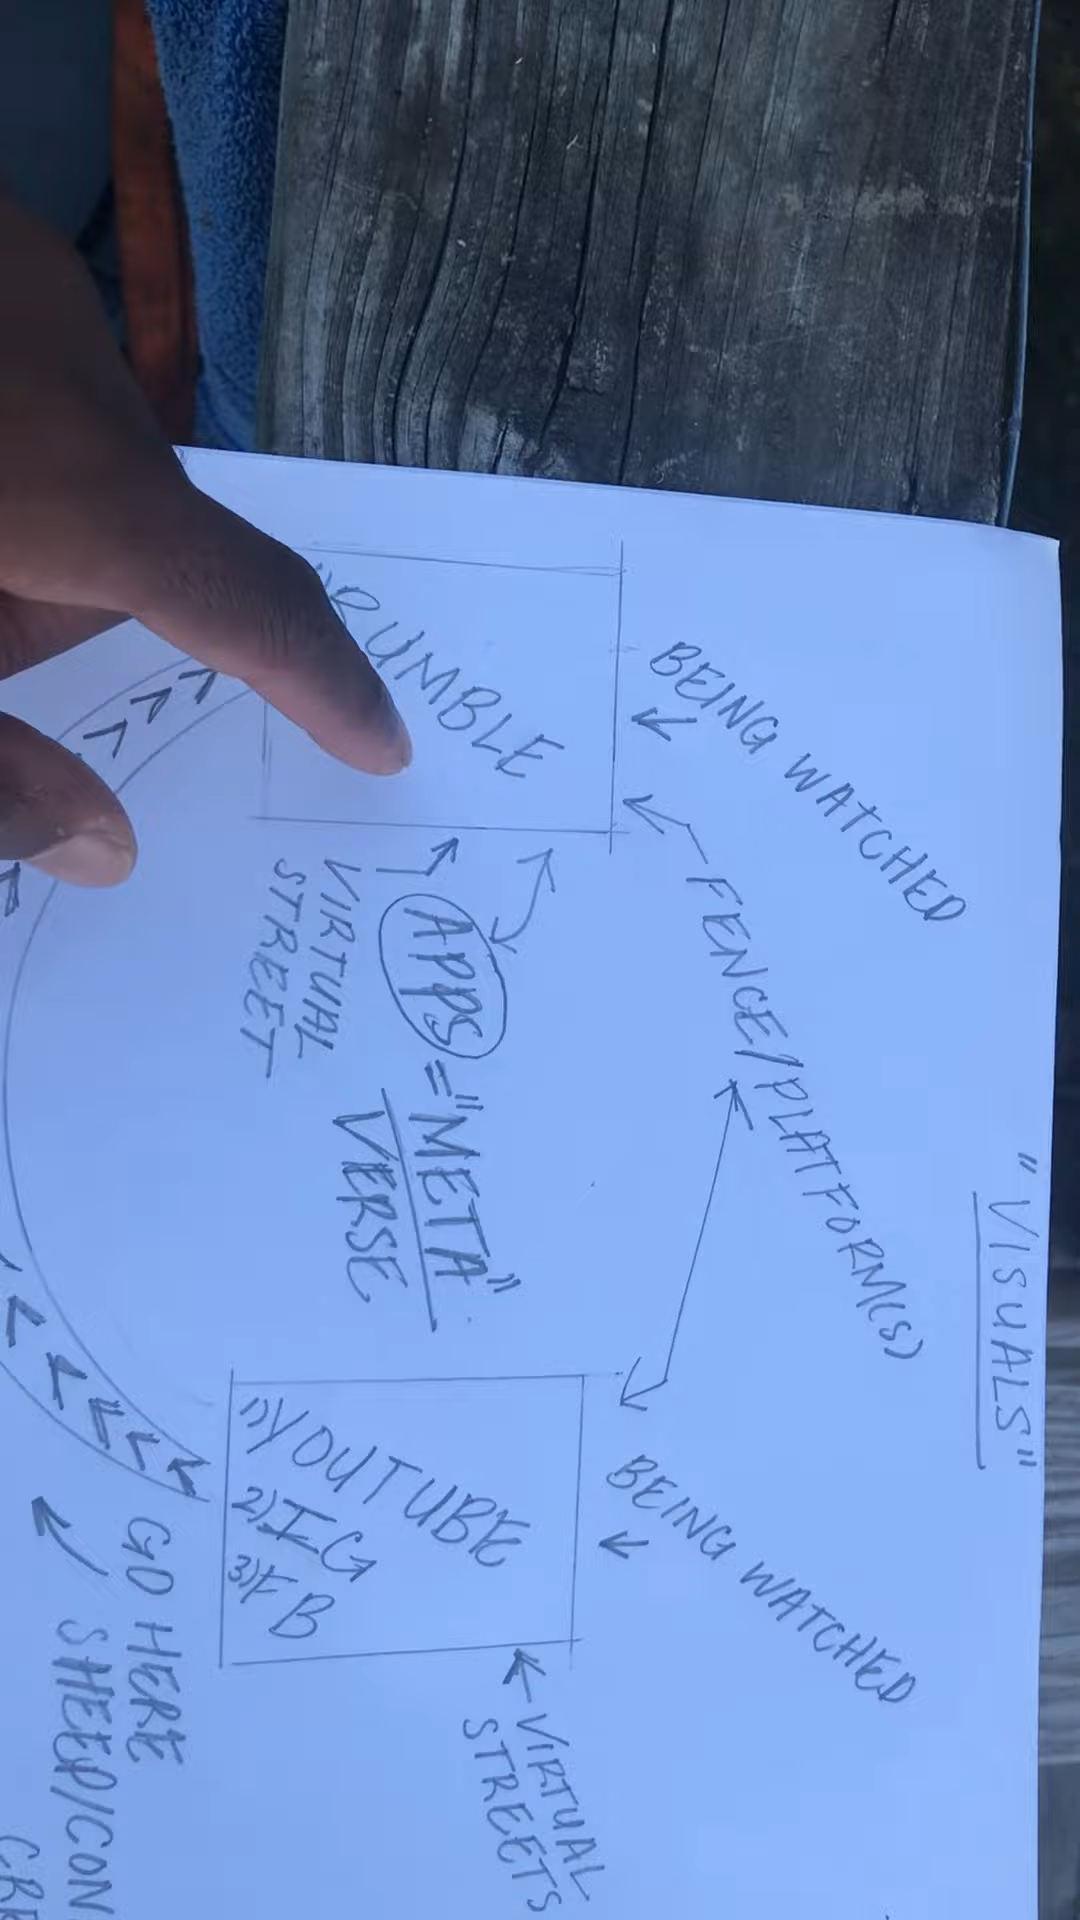 "VISUALS"
BEING WATCHED
FENCE/PLATFORM(S)
BEING WATCHED
RUMBLE
APPS = "META"
VERSE
VIRTUAL
STREET
1) YOUTUBE
2) IG
3) FB
VIRTUAL
STREETS
GO HERE
SHEEP/CON
CRE